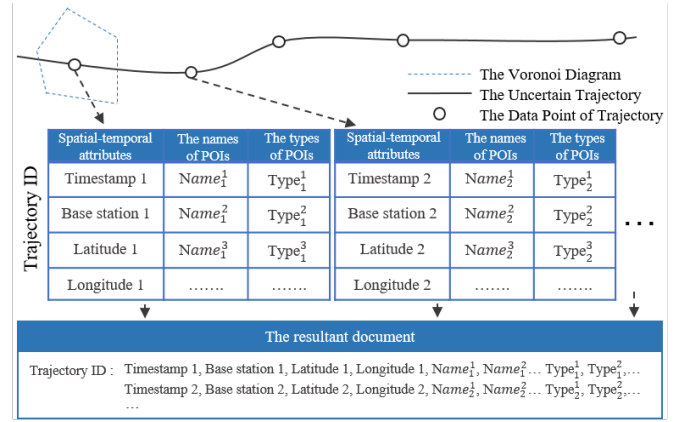 The Voronoi Diagram
The Uncertain Trajectory
The Data Point of Trajectory
Trajectory ID
Spatial-temporal attributes | The names of POIs | The types of POIs | Spatial-temporal attributes | The names of POIs | The types of POIs
Timestamp 1 | Name₁¹ | Type₁¹ | Timestamp 2 | Name₂¹ | Type₂¹
Base station 1 | Name₁² | Type₁² | Base station 2 | Name₂² | Type₂²
Latitude 1 | Name₁³ | Type₁³ | Latitude 2 | Name₂³ | Type₂³
Longitude 1 | ....... | ....... | Longitude 2 | ....... | .......
...
The resultant document
Trajectory ID : Timestamp 1, Base station 1, Latitude 1, Longitude 1, Name₁¹, Name₁²... Type₁¹, Type₁²,...
Timestamp 2, Base station 2, Latitude 2, Longitude 2, Name₂¹, Name₂²... Type₂¹, Type₂²,...
...